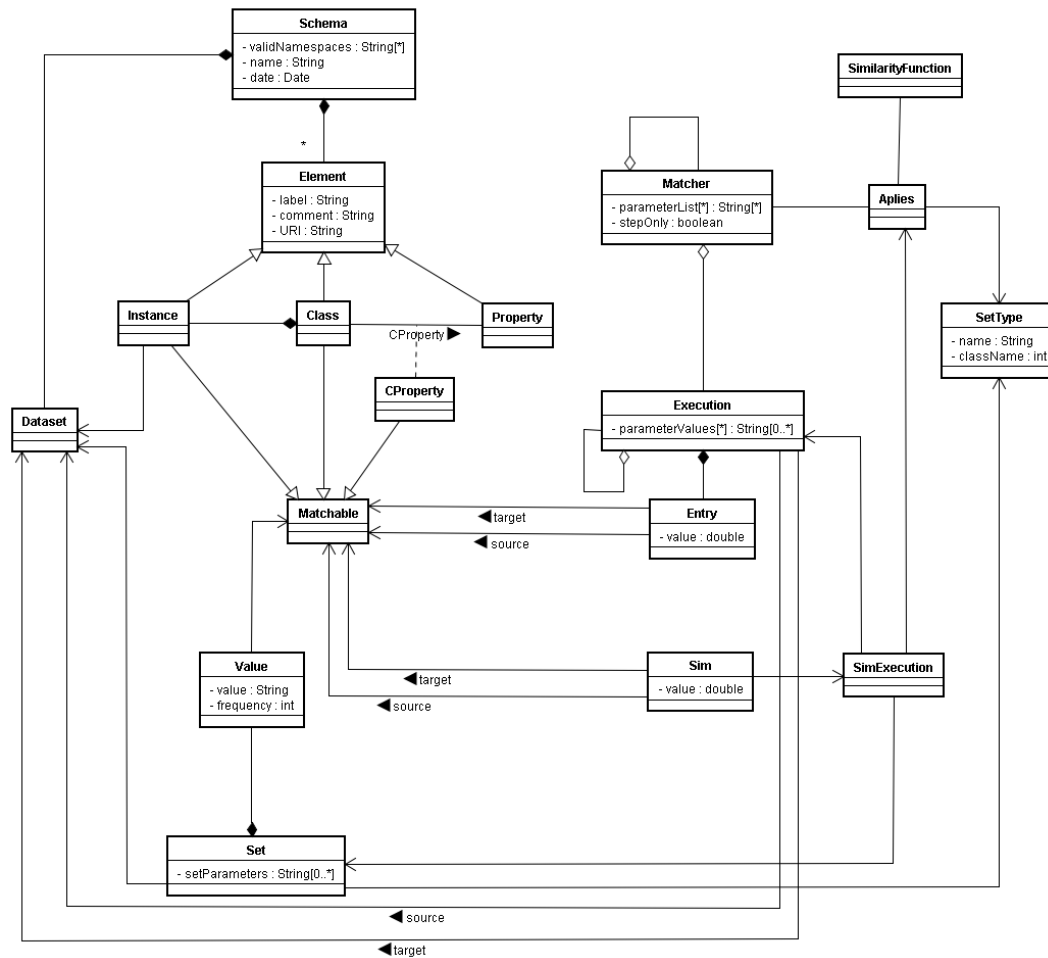 Schema
- validNamespaces : String[*]
- name : String
- date : Date
*
SimilarityFunction
Element
- label : String
- comment : String
- URI : String
Matcher
- parameterList[*] : String[*]
- stepOnly : boolean
Aplies
Instance
Class
Property
CProperty
SetType
- name : String
- className : int
CProperty
Dataset
Execution
- parameterValues[*] : String[0..*]
Matchable
target
source
Entry
- value : double
Value
- value : String
- frequency : int
target
source
Sim
- value : double
SimExecution
Set
- setParameters : String[0..*]
source
target